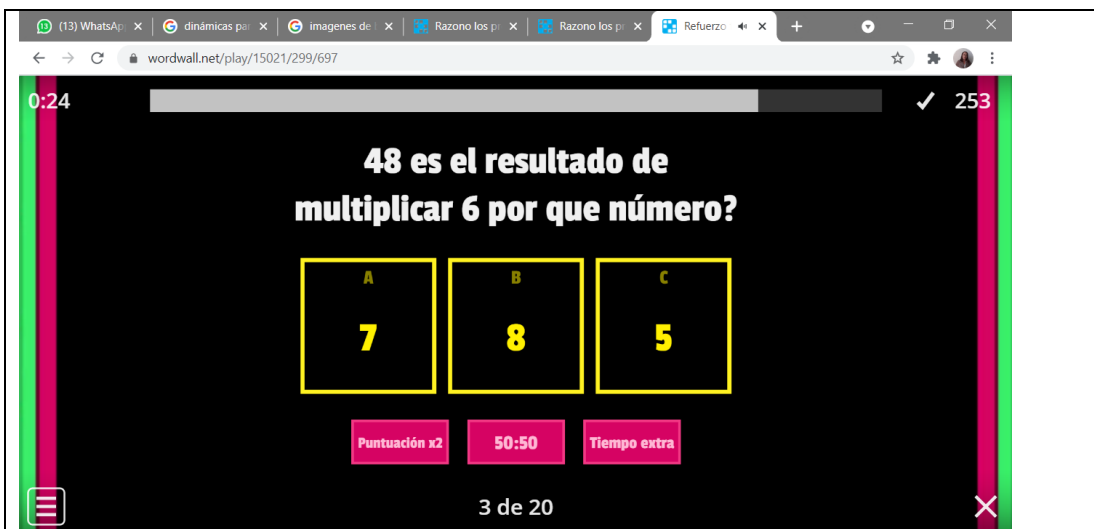 (13) WhatsAp
dinámicas par
imagenes de
Razono los pr
Razono los pr
Refuerzo
wordwall.net/play/15021/299/697
0:24
253
48 es el resultado de
multiplicar 6 por que número?
A
B
C
7
8
5
Puntuación x2
50:50
Tiempo extra
3 de 20